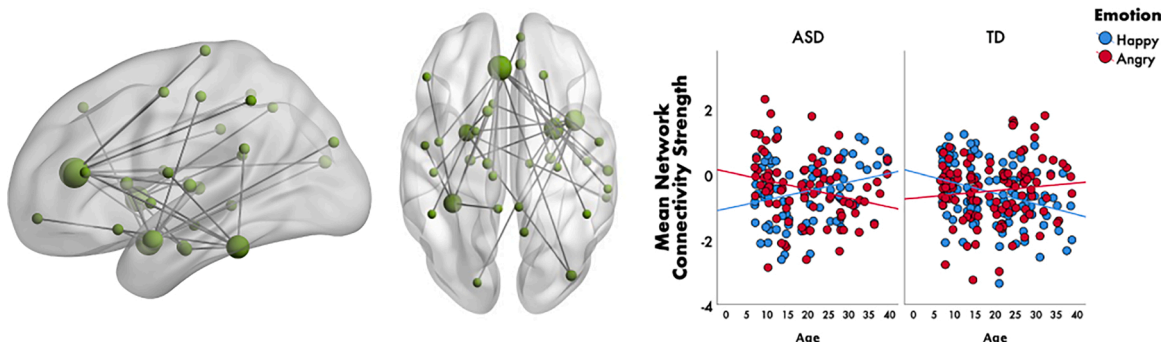 Emotion
Happy
Angry
ASD
TD
Mean Network
Connectivity Strength
2
0
-2
-4
0 5 10 15 20 25 30 35 40
0 5 10 15 20 25 30 35 40
Age
Age